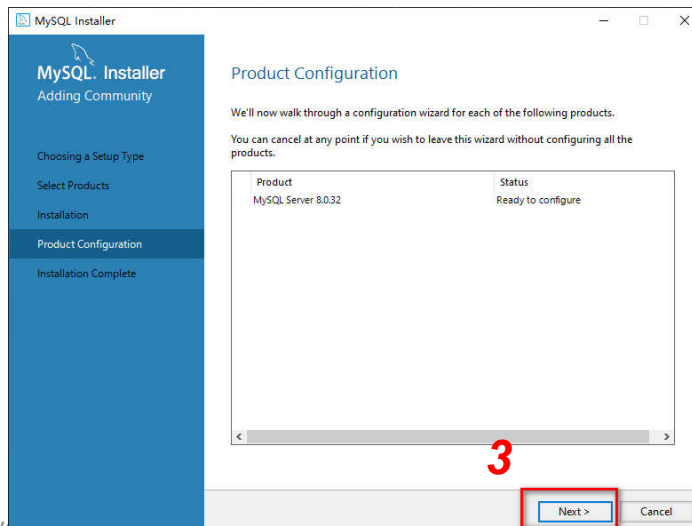 MySQL Installer
MySQL. Installer
Adding Community
Choosing a Setup Type
Select Products
Installation
Product Configuration
Installation Complete
Product Configuration
We'll now walk through a configuration wizard for each of the following products.
You can cancel at any point if you wish to leave this wizard without configuring all the
products.
Product Status
MySQL Server 8.0.32 Ready to configure
3
Next > Cancel